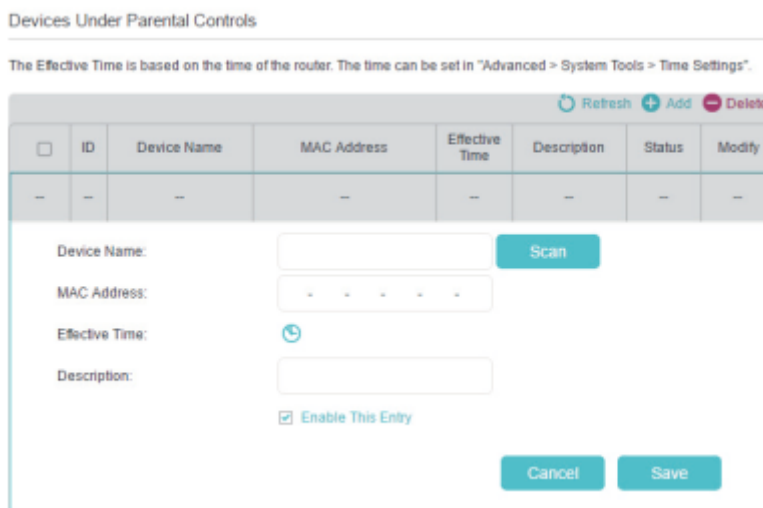 Devices Under Parental Controls
The Effective Time is based on the time of the router. The time can be set in "Advanced > System Tools > Time Settings".
Refresh Add Delete
ID Device Name MAC Address Effective Time Description Status Modify
-- -- -- -- -- -- -- --
Device Name: Scan
MAC Address: - - - - -
Effective Time:
Description:
Enable This Entry
Cancel Save